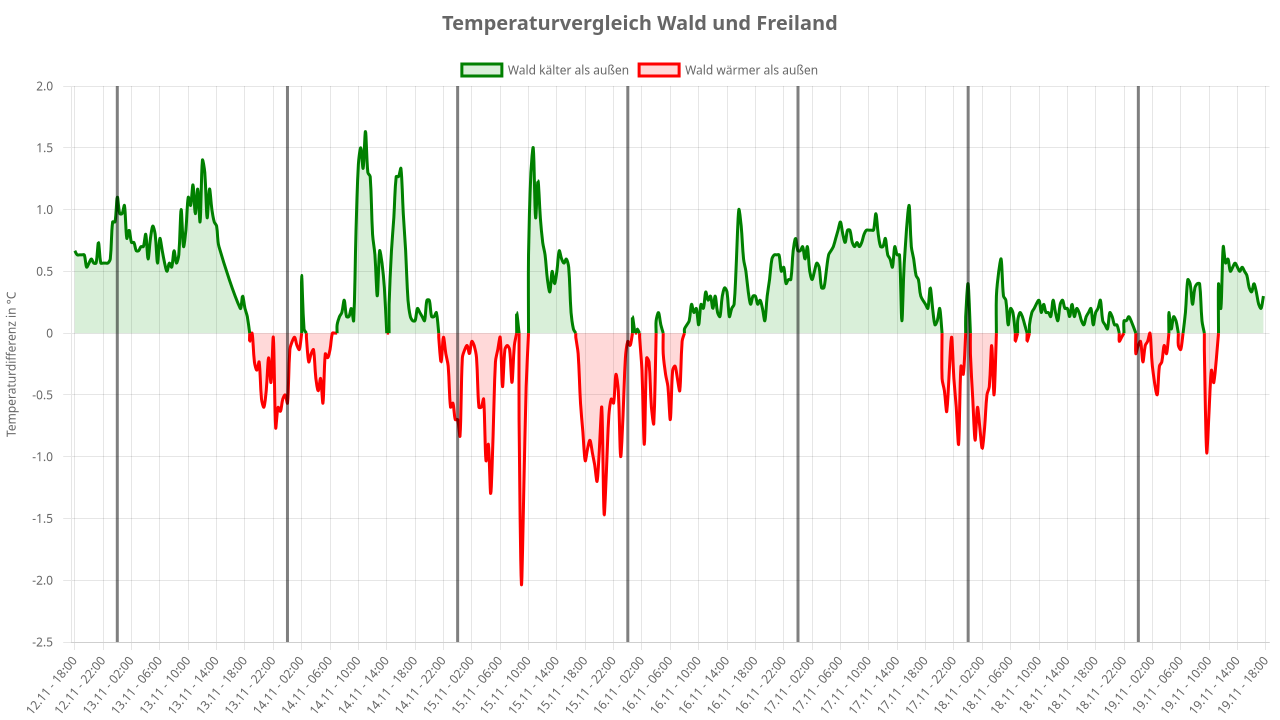 Temperaturvergleich Wald und Freiland
Wald kälter als außen
Wald wärmer als außen
Temperaturdifferenz in °C
2.0
1.5
1.0
0.5
0
-0.5
-1.0
-1.5
-2.0
-2.5
12.11 - 18:00
12.11 - 22:00
13.11 - 02:00
13.11 - 06:00
13.11 - 10:00
13.11 - 14:00
13.11 - 18:00
13.11 - 22:00
14.11 - 02:00
14.11 - 06:00
14.11 - 10:00
14.11 - 14:00
14.11 - 18:00
14.11 - 22:00
15.11 - 02:00
15.11 - 06:00
15.11 - 10:00
15.11 - 14:00
15.11 - 18:00
15.11 - 22:00
16.11 - 02:00
16.11 - 06:00
16.11 - 10:00
16.11 - 14:00
16.11 - 18:00
16.11 - 22:00
17.11 - 02:00
17.11 - 06:00
17.11 - 10:00
17.11 - 14:00
17.11 - 18:00
17.11 - 22:00
18.11 - 02:00
18.11 - 06:00
18.11 - 10:00
18.11 - 14:00
18.11 - 18:00
18.11 - 22:00
19.11 - 02:00
19.11 - 06:00
19.11 - 10:00
19.11 - 14:00
19.11 - 18:00